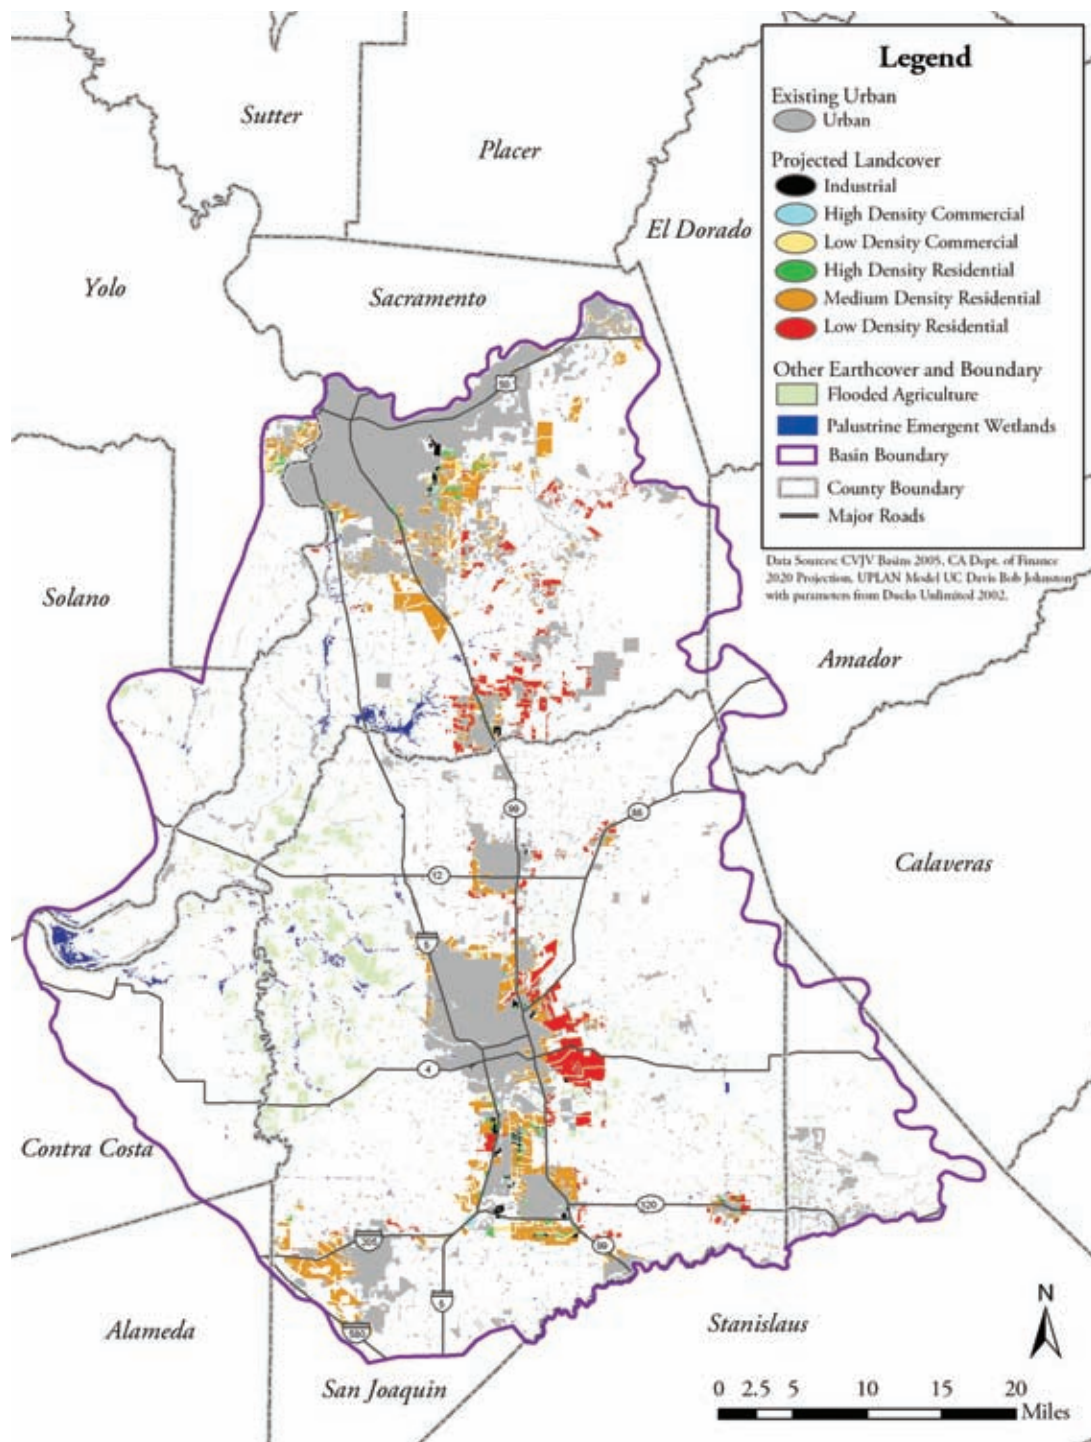 Legend
Existing Urban
Urban
Projected Landcover
Industrial
High Density Commercial
Low Density Commercial
High Density Residential
Medium Density Residential
Low Density Residential
Other Earthcover and Boundary
Flooded Agriculture
Palustrine Emergent Wetlands
Basin Boundary
County Boundary
Major Roads
Data Sources: CVJV Basins 2005, CA Dept. of Finance
2020 Projection, UPLAN Model UC Davis Bob Johnston
with parameters from Ducks Unlimited 2002.
Sutter
Placer
El Dorado
Yolo
Sacramento
50
Solano
Amador
99
88
Calaveras
12
5
4
Contra Costa
120
205
99
5
580
Alameda
Stanislaus
San Joaquin
N
0 2.5 5 10 15 20
Miles